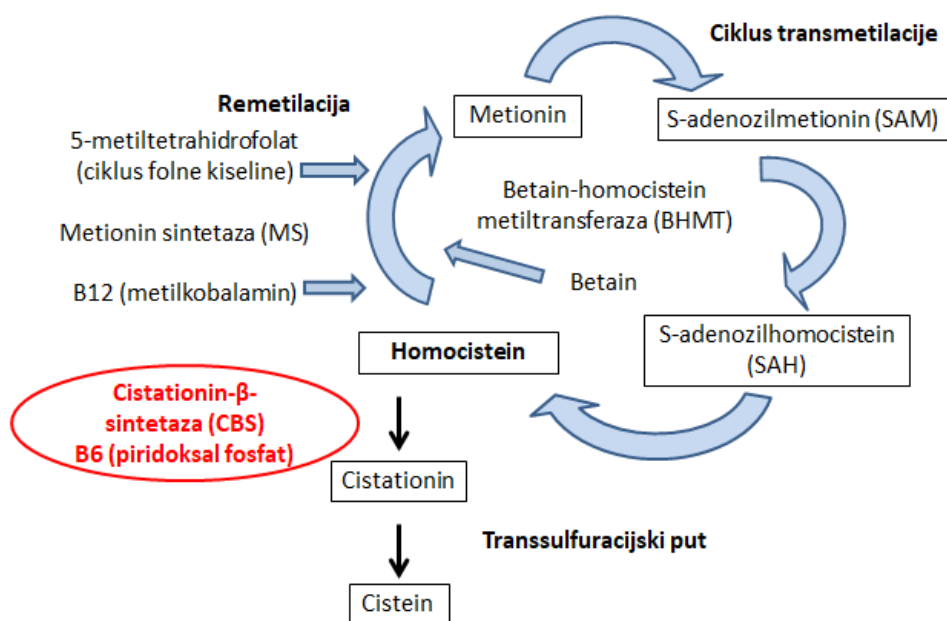 Ciklus transmetilacije
Remetilacija
Metionin
S-adenozilmetionin (SAM)
5-metiltetrahidrofolat
(ciklus folne kiseline)
Betain-homocistein
metiltransferaza (BHMT)
Metionin sintetaza (MS)
Betain
B12 (metilkobalamin)
Homocistein
S-adenozilhomocistein
(SAH)
Cistationin-β-
sintetaza (CBS)
B6 (piridoksal fosfat)
Cistationin
Transsulfuracijski put
Cistein